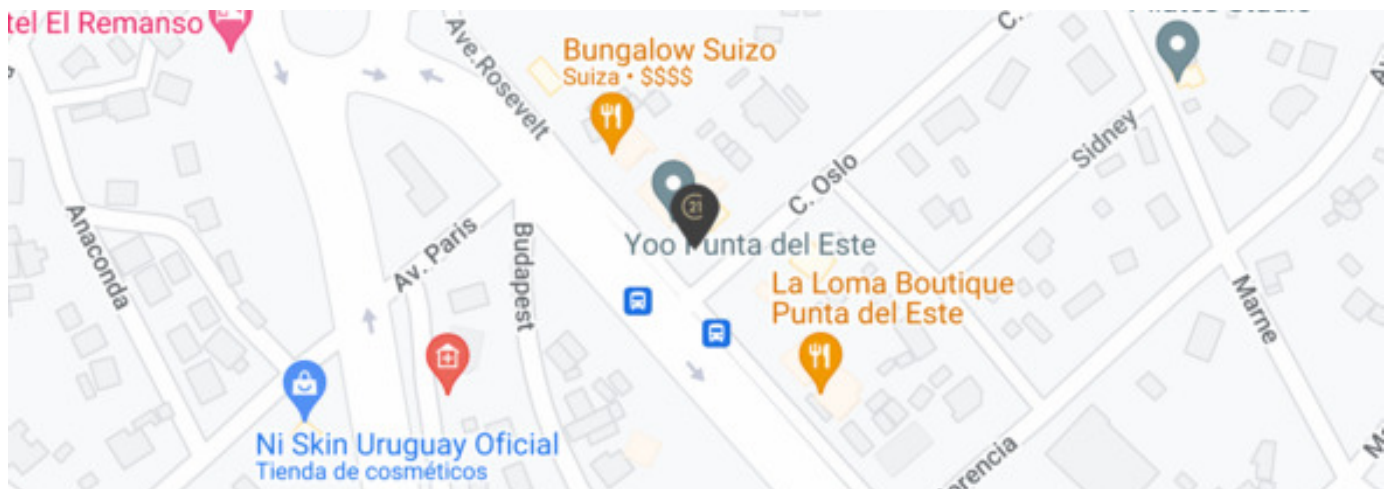 tel El Remanso
Ave.Rosevelt
Bungalow Suizo
Suiza • $$$$
C. Oslo
Sidney
Anaconda
Av. Paris
Budapest
21
Yoo Punta del Este
La Loma Boutique
Punta del Este
Marne
Ni Skin Uruguay Oficial
Tienda de cosméticos